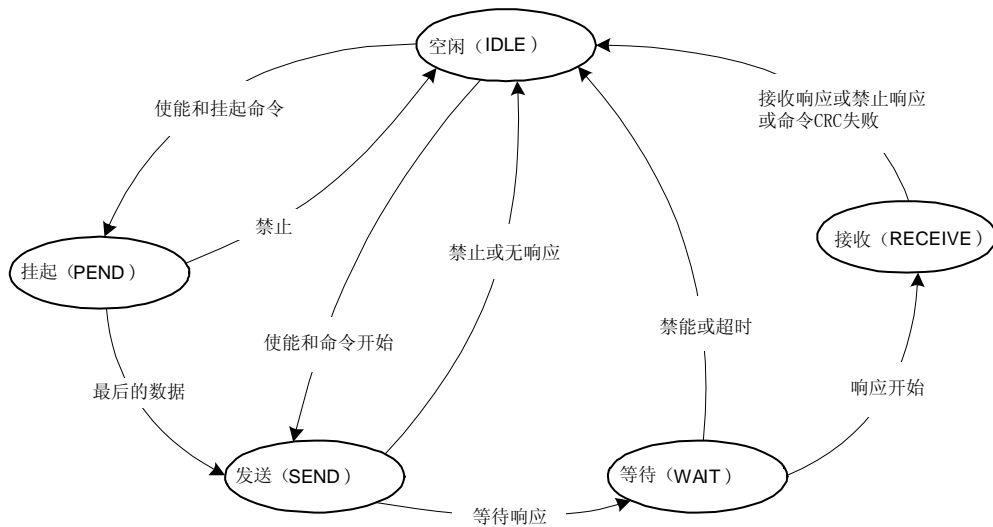 空闲（IDLE）
使能和挂起命令
接收响应或禁止响应
或命令CRC失败
禁止
接收（RECEIVE）
挂起（PEND）
禁止或无响应
禁能或超时
使能和命令开始
最后的数据
响应开始
发送（SEND）
等待（WAIT）
等待响应